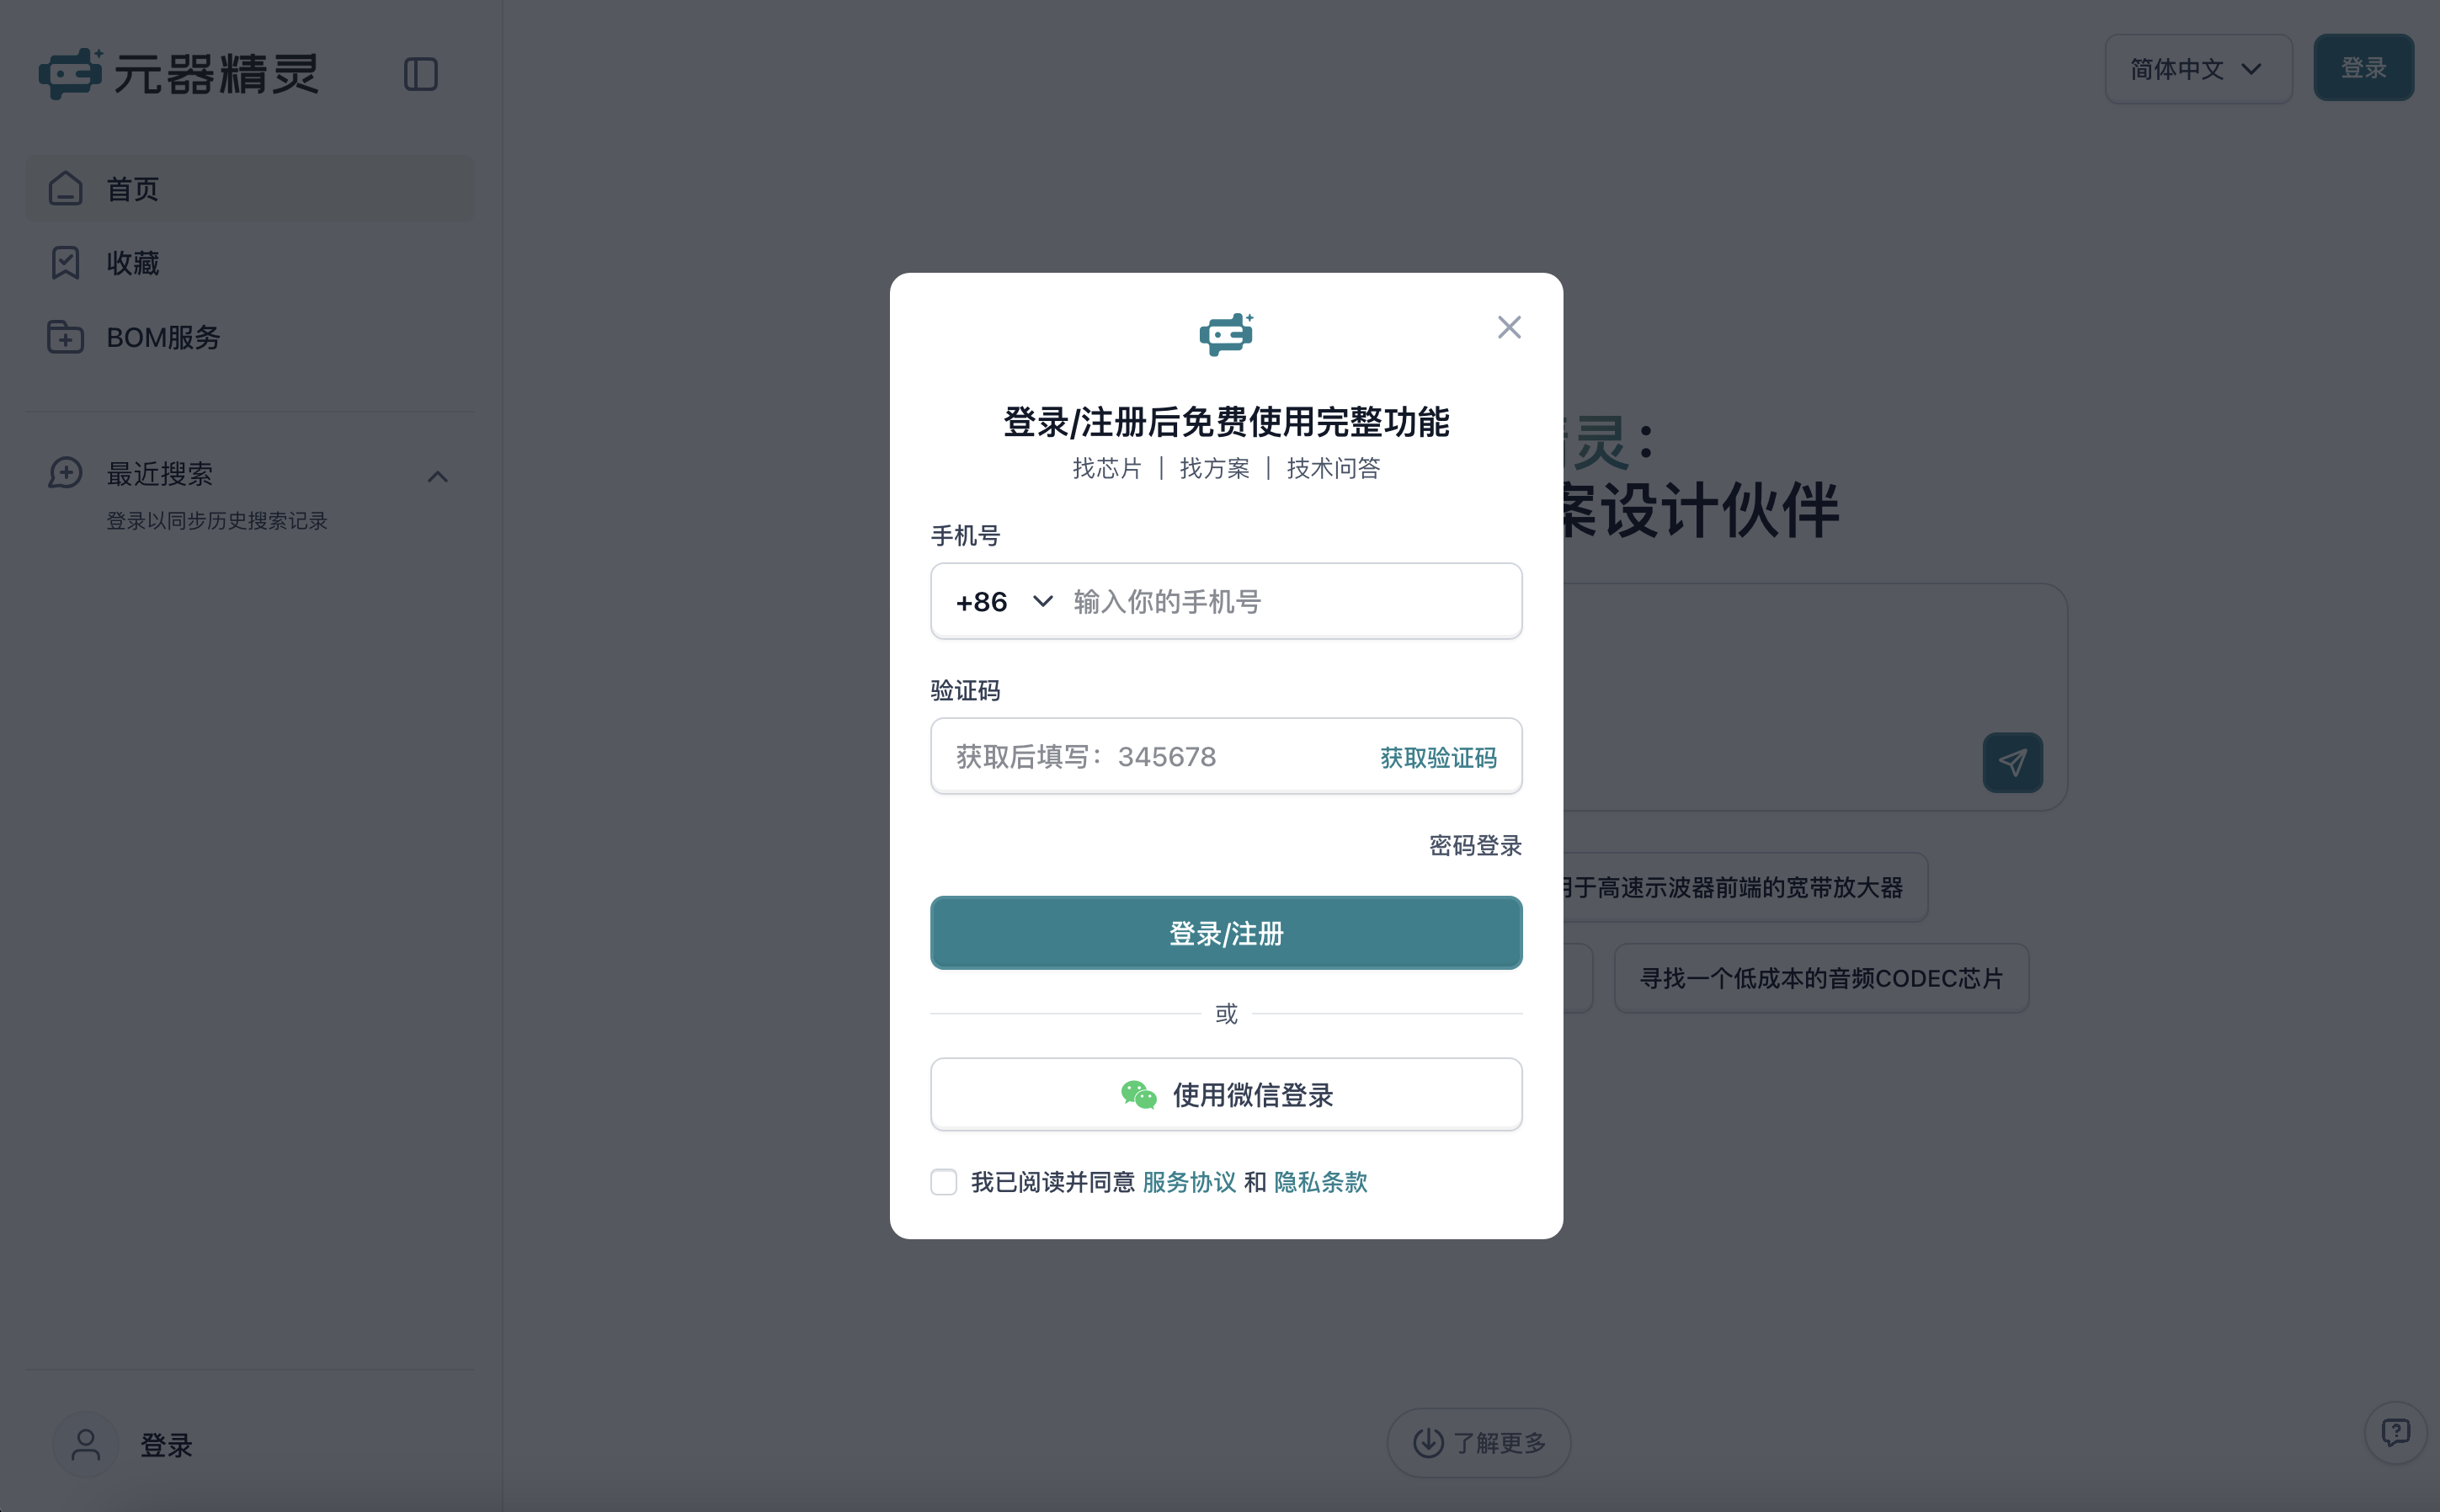 元器精灵
首页
收藏
BOM服务
最近搜索
登录以同步历史搜索记录
登录
简体中文
登录
灵：
案设计伙伴
用于高速示波器前端的宽带放大器
寻找一个低成本的音频CODEC芯片
了解更多
登录/注册后免费使用完整功能
找芯片 | 找方案 | 技术问答
手机号
+86 输入你的手机号
验证码
获取后填写：345678 获取验证码
密码登录
登录/注册
或
使用微信登录
我已阅读并同意 服务协议 和 隐私条款